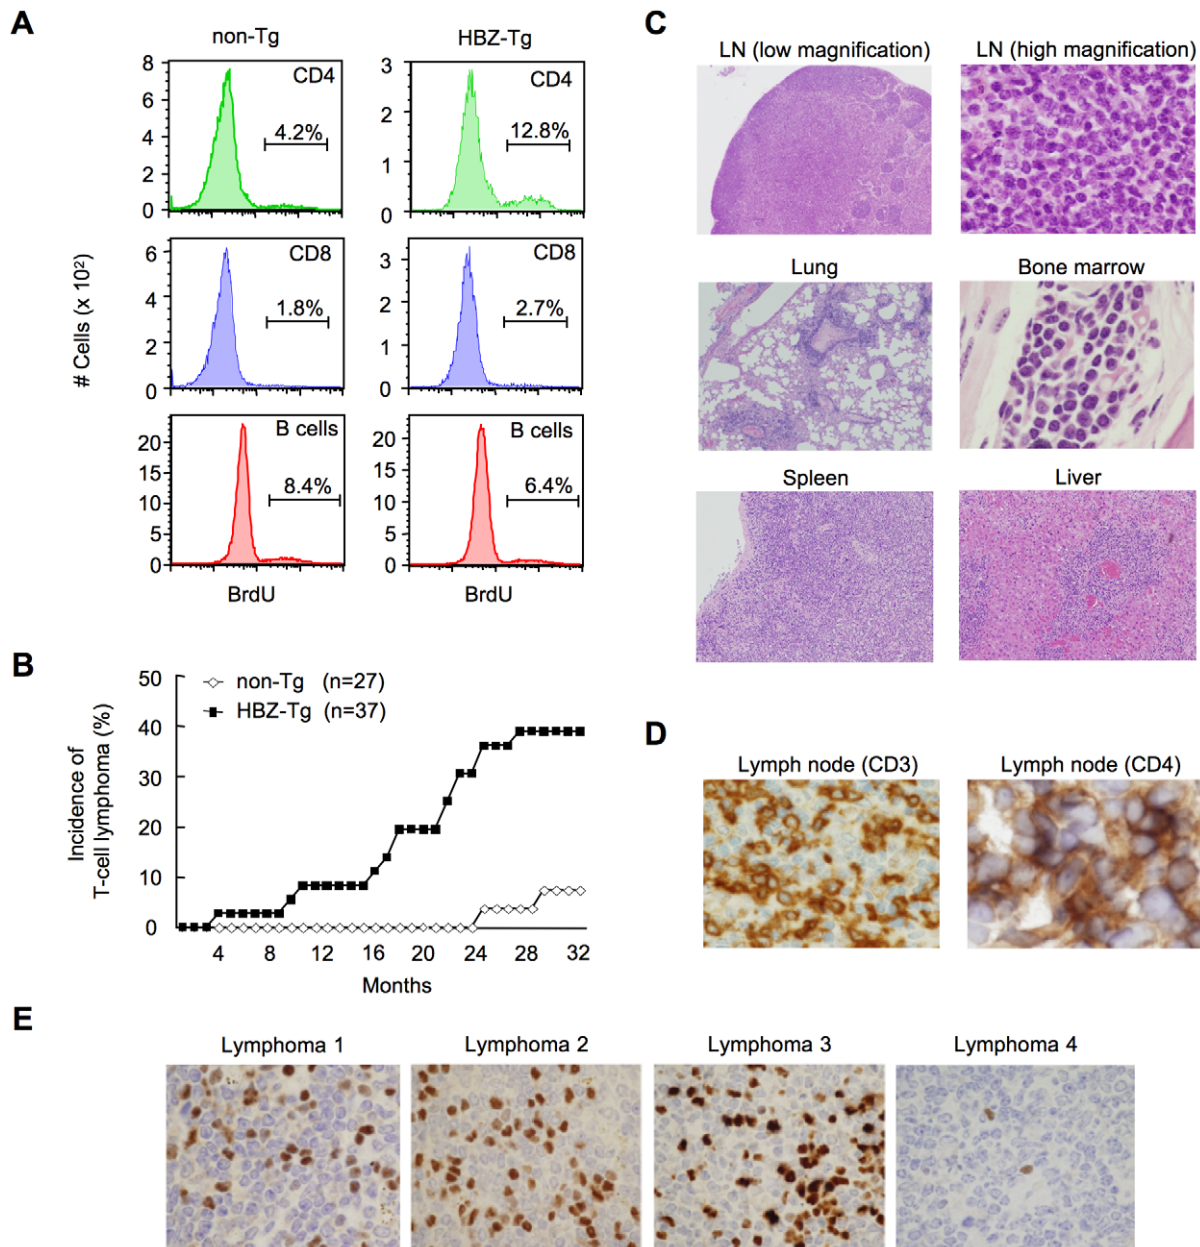 A
non-Tg
HBZ-Tg
8
6
4
2
0
CD4
4.2%
3
2
1
0
CD4
12.8%
6
4
2
0
CD8
1.8%
3
2
1
0
CD8
2.7%
20
15
10
5
0
B cells
8.4%
20
15
10
5
0
B cells
6.4%
# Cells (x 10²)
BrdU
BrdU
B
50
40
30
20
10
0
non-Tg (n=27)
HBZ-Tg (n=37)
Incidence of
T-cell lymphoma (%)
4 8 12 16 20 24 28 32
Months
C
LN (low magnification)
LN (high magnification)
Lung
Bone marrow
Spleen
Liver
D
Lymph node (CD3)
Lymph node (CD4)
E
Lymphoma 1
Lymphoma 2
Lymphoma 3
Lymphoma 4